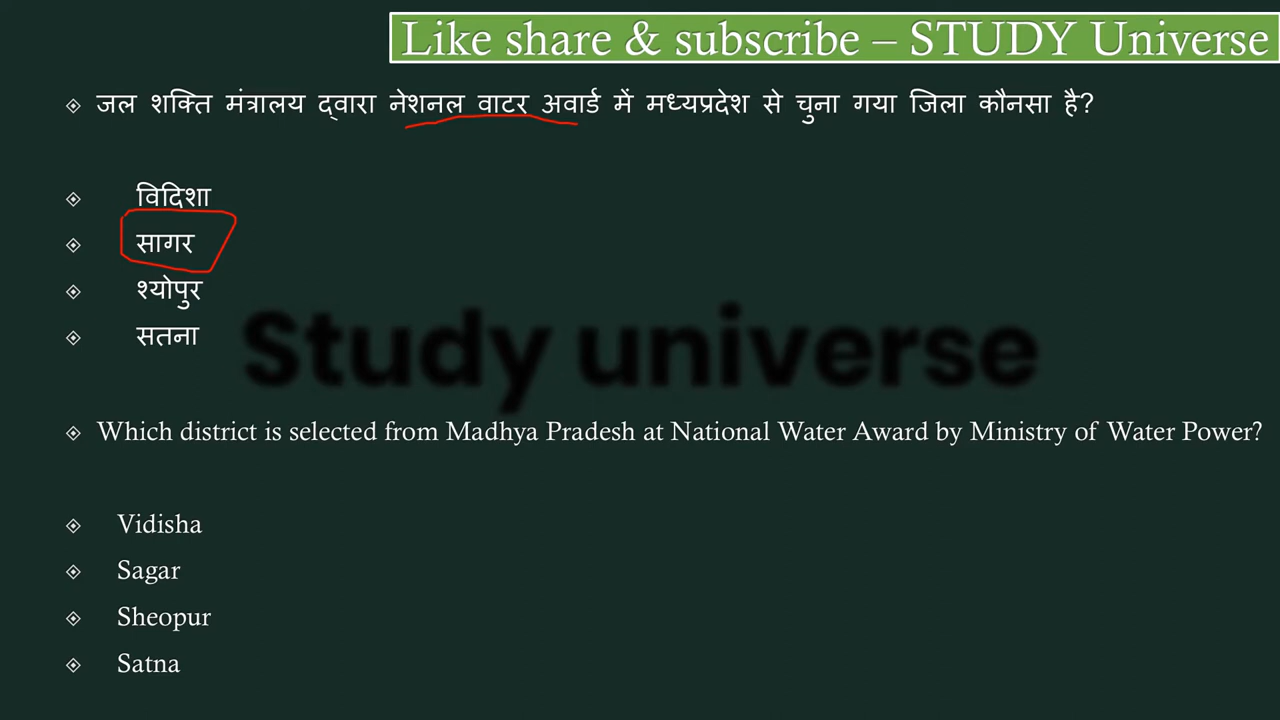 Like share & subscribe – STUDY Universe
जल शक्ति मंत्रालय द्वारा नेशनल वाटर अवार्ड में मध्यप्रदेश से चुना गया जिला कौनसा है?
विदिशा
सागर
श्योपुर
सतना
Study universe
Which district is selected from Madhya Pradesh at National Water Award by Ministry of Water Power?
Vidisha
Sagar
Sheopur
Satna